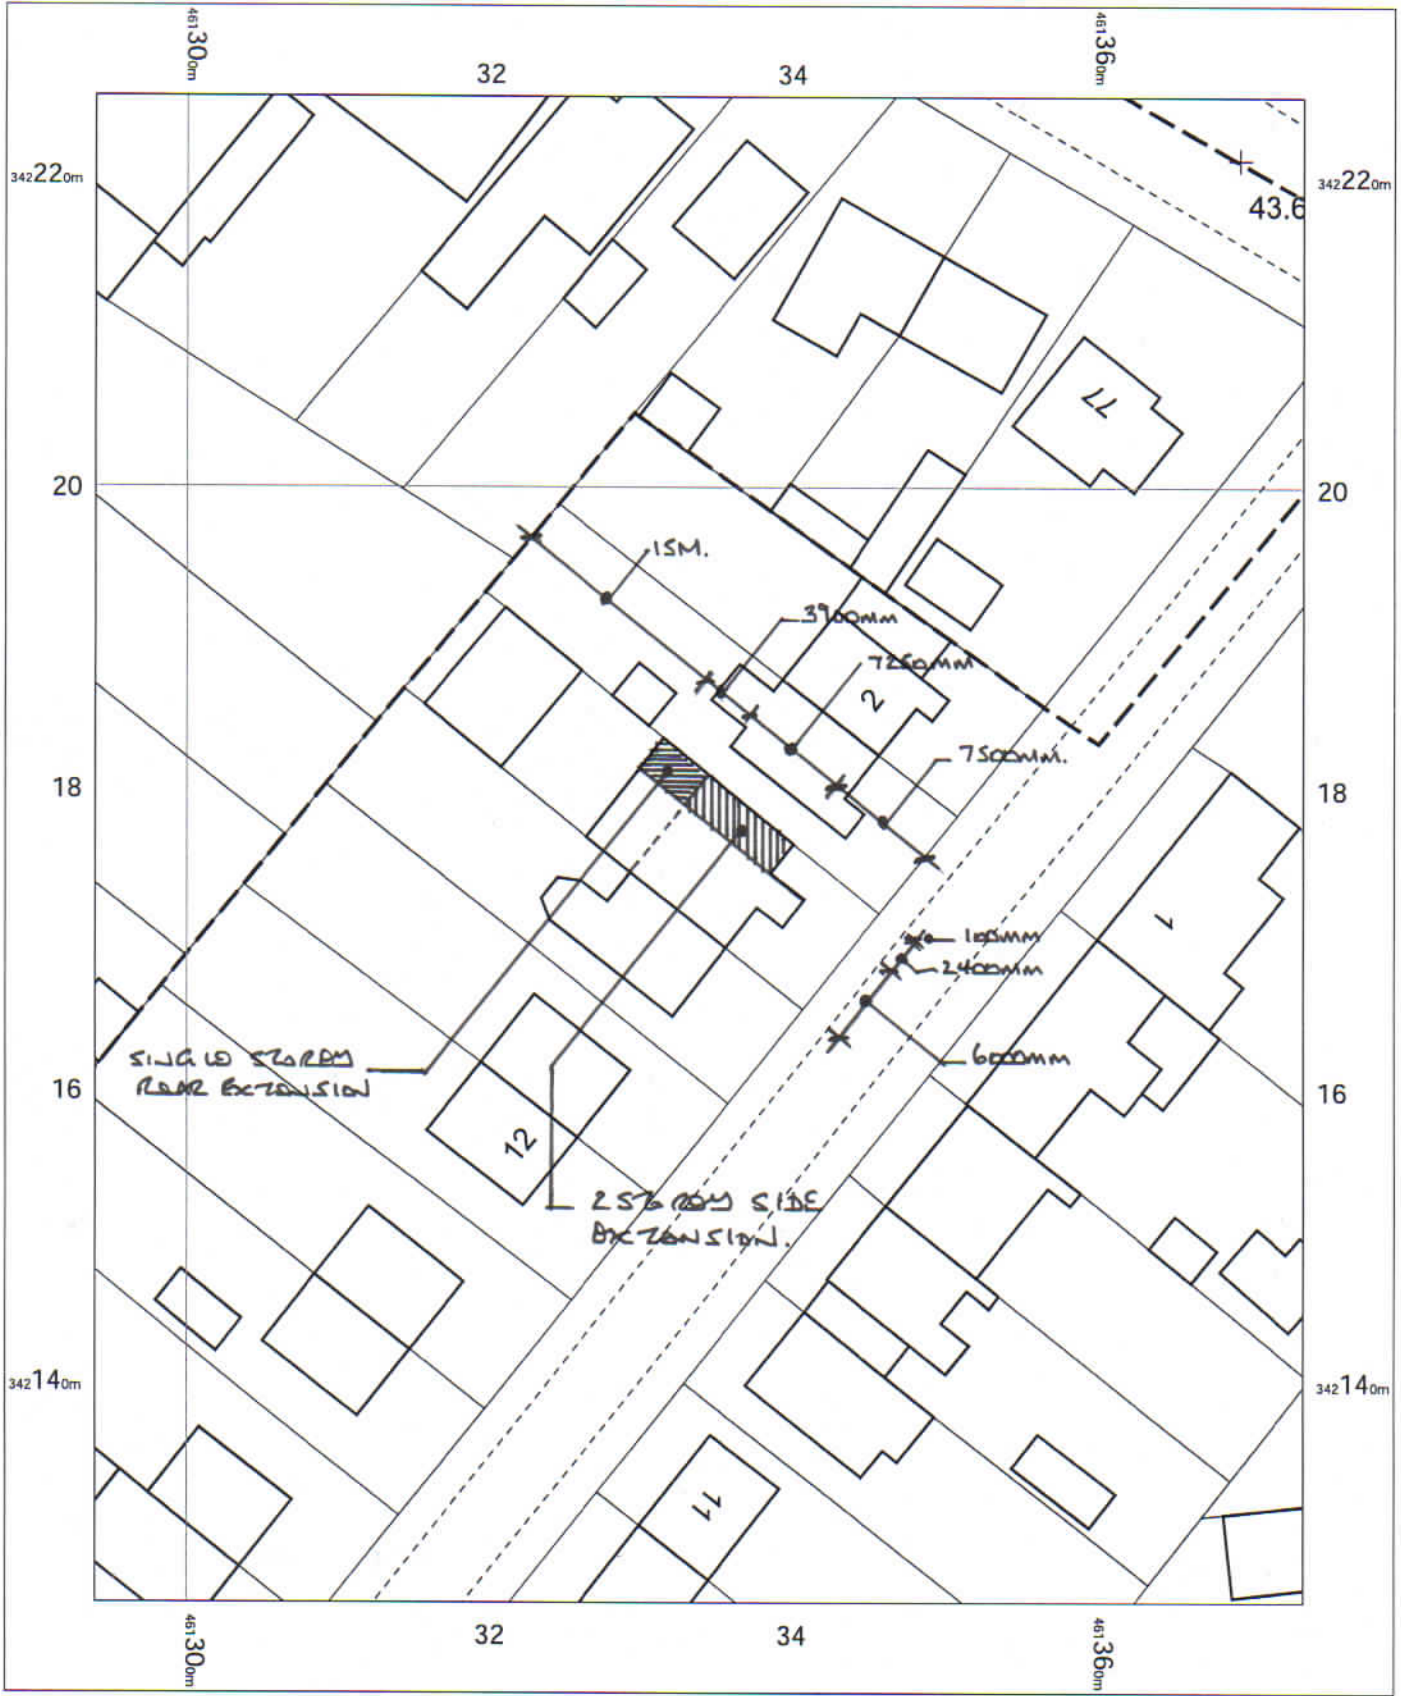 461300m
32
34
461360m
342220m
342220m
43.6
77
20
20
15M.
3900MM
7250MM
2
7500MM.
18
18
1
100MM
2400MM
6000MM
SINGLE STOREY
REAR EXTENSION
16
16
12
2 STOREY SIDE
EXTENSION.
342140m
342140m
11
461300m
32
34
461360m